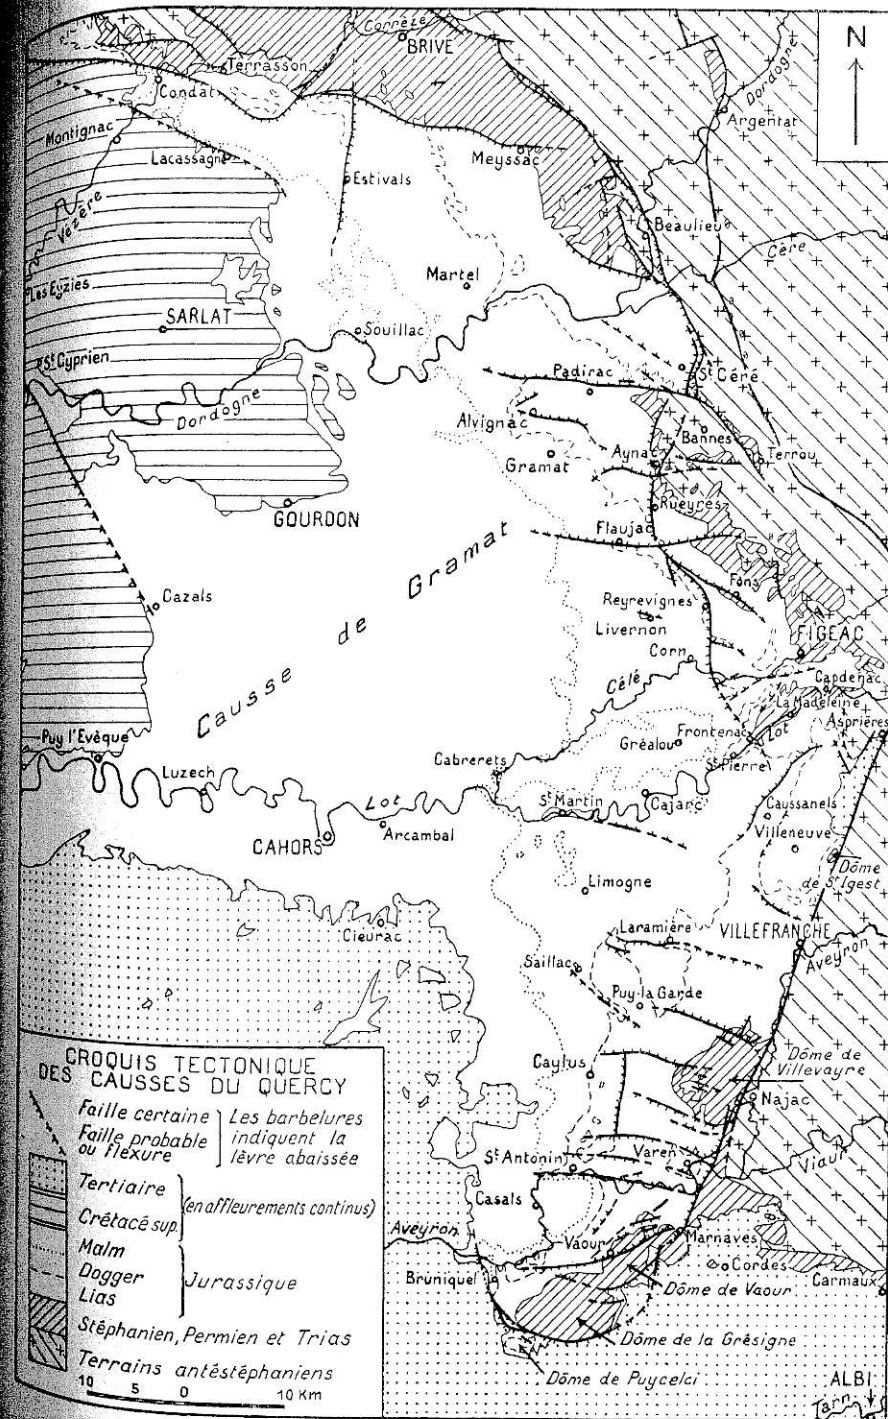 N
Corrèze
BRIVE
Terrasson
Condat
Dordogne
Argentat
Montignac
Lacassagne
Meyssac
Estivals
Vézère
Beaulieu
Cère
Les Eyzies
Martel
SARLAT
Souillac
St Cyprien
Padirac
St Céré
Dordogne
Alvignac
Bannes
Gramat
Aynac
Terrou
GOURDON
Rueyres
Flaujac
Causse de Gramat
Cazals
Reyrevignes
Fons
Livernon
FIGEAC
Corn
Célé
Capdenac
La Madeleine
Asprières
Puy l'Evêque
Frontenac
Lot
Gréalou
St Pierre
Luzech
Cabrerets
Lot
St Martin
Cajarc
Caussanels
CAHORS
Arcambal
Villeneuve
Dôme
de St Igest
Limogne
Cieurac
Laramière
VILLEFRANCHE
Aveyron
Saillac
Puy-la Garde
Caylus
Dôme de
Villevayre
Najac
St Antonin
Varen
Viaur
Casals
Aveyron
Vaour
Marnaves
Cordes
Bruniquel
Dôme de Vaour
Carmaux
Dôme de la Grésigne
Dôme de Puycelci
ALBI
Tarn
CROQUIS TECTONIQUE
DES CAUSSES DU QUERCY
Faille certaine
Faille probable
ou flexure
Les barbelures
indiquent la
lèvre abaissée
Tertiaire
Crétacé sup.
(en affleurements continus)
Malm
Dogger
Lias
Jurassique
Stéphanien, Permien et Trias
Terrains antéstéphaniens
10 5 0 10 Km